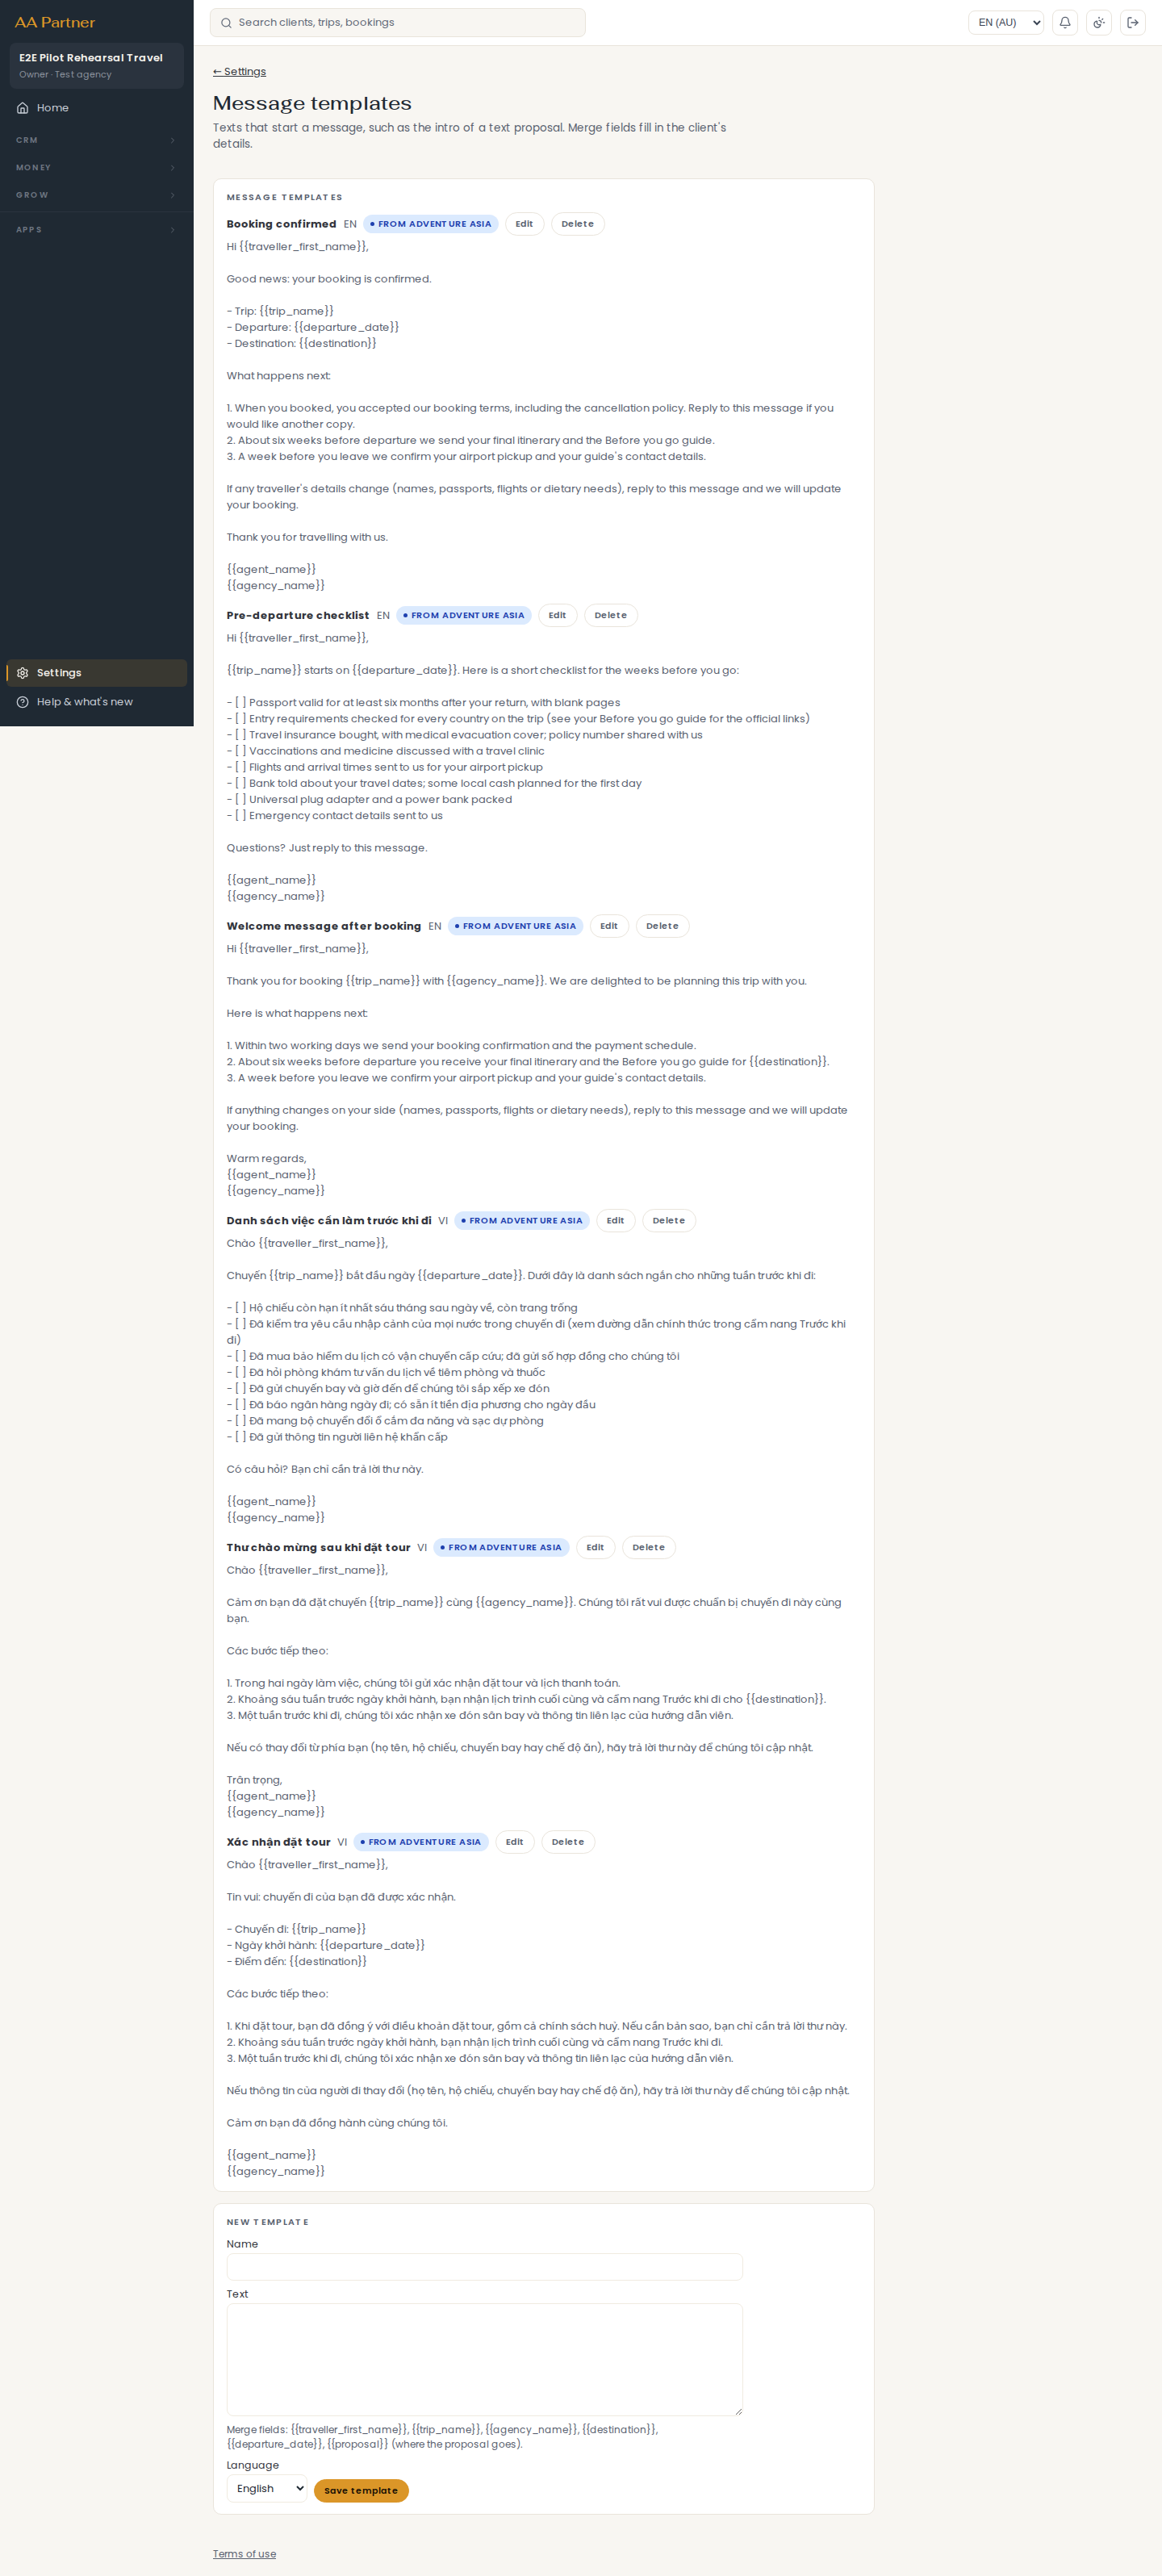 AA Partner
E2E Pilot Rehearsal Travel
Owner · Test agency
Home
CRM
MONEY
GROW
APPS
Settings
Help & what's new
Search clients, trips, bookings
EN (AU)
← Settings
Message templates
Texts that start a message, such as the intro of a text proposal. Merge fields fill in the client's
details.
MESSAGE TEMPLATES
Booking confirmed EN FROM ADVENTURE ASIA Edit Delete
Hi {{traveller_first_name}},
Good news: your booking is confirmed.
- Trip: {{trip_name}}
- Departure: {{departure_date}}
- Destination: {{destination}}
What happens next:
1. When you booked, you accepted our booking terms, including the cancellation policy. Reply to this message if you
would like another copy.
2. About six weeks before departure we send your final itinerary and the Before you go guide.
3. A week before you leave we confirm your airport pickup and your guide's contact details.
If any traveller's details change (names, passports, flights or dietary needs), reply to this message and we will update
your booking.
Thank you for travelling with us.
{{agent_name}}
{{agency_name}}
Pre-departure checklist EN FROM ADVENTURE ASIA Edit Delete
Hi {{traveller_first_name}},
{{trip_name}} starts on {{departure_date}}. Here is a short checklist for the weeks before you go:
- [ ] Passport valid for at least six months after your return, with blank pages
- [ ] Entry requirements checked for every country on the trip (see your Before you go guide for the official links)
- [ ] Travel insurance bought, with medical evacuation cover; policy number shared with us
- [ ] Vaccinations and medicine discussed with a travel clinic
- [ ] Flights and arrival times sent to us for your airport pickup
- [ ] Bank told about your travel dates; some local cash planned for the first day
- [ ] Universal plug adapter and a power bank packed
- [ ] Emergency contact details sent to us
Questions? Just reply to this message.
{{agent_name}}
{{agency_name}}
Welcome message after booking EN FROM ADVENTURE ASIA Edit Delete
Hi {{traveller_first_name}},
Thank you for booking {{trip_name}} with {{agency_name}}. We are delighted to be planning this trip with you.
Here is what happens next:
1. Within two working days we send your booking confirmation and the payment schedule.
2. About six weeks before departure you receive your final itinerary and the Before you go guide for {{destination}}.
3. A week before you leave we confirm your airport pickup and your guide's contact details.
If anything changes on your side (names, passports, flights or dietary needs), reply to this message and we will update
your booking.
Warm regards,
{{agent_name}}
{{agency_name}}
Danh sách việc cần làm trước khi đi VI FROM ADVENTURE ASIA Edit Delete
Chào {{traveller_first_name}},
Chuyến {{trip_name}} bắt đầu ngày {{departure_date}}. Dưới đây là danh sách ngắn cho những tuần trước khi đi:
- [ ] Hộ chiếu còn hạn ít nhất sáu tháng sau ngày về, còn trang trống
- [ ] Đã kiểm tra yêu cầu nhập cảnh của mọi nước trong chuyến đi (xem đường dẫn chính thức trong cẩm nang Trước khi
đi)
- [ ] Đã mua bảo hiểm du lịch có vận chuyển cấp cứu; đã gửi số hợp đồng cho chúng tôi
- [ ] Đã hỏi phòng khám tư vấn du lịch về tiêm phòng và thuốc
- [ ] Đã gửi chuyến bay và giờ đến để chúng tôi sắp xếp xe đón
- [ ] Đã báo ngân hàng ngày đi; có sẵn ít tiền địa phương cho ngày đầu
- [ ] Đã mang bộ chuyển đổi ổ cắm đa năng và sạc dự phòng
- [ ] Đã gửi thông tin người liên hệ khẩn cấp
Có câu hỏi? Bạn chỉ cần trả lời thư này.
{{agent_name}}
{{agency_name}}
Thư chào mừng sau khi đặt tour VI FROM ADVENTURE ASIA Edit Delete
Chào {{traveller_first_name}},
Cảm ơn bạn đã đặt chuyến {{trip_name}} cùng {{agency_name}}. Chúng tôi rất vui được chuẩn bị chuyến đi này cùng
bạn.
Các bước tiếp theo:
1. Trong hai ngày làm việc, chúng tôi gửi xác nhận đặt tour và lịch thanh toán.
2. Khoảng sáu tuần trước ngày khởi hành, bạn nhận lịch trình cuối cùng và cẩm nang Trước khi đi cho {{destination}}.
3. Một tuần trước khi đi, chúng tôi xác nhận xe đón sân bay và thông tin liên lạc của hướng dẫn viên.
Nếu có thay đổi từ phía bạn (họ tên, hộ chiếu, chuyến bay hay chế độ ăn), hãy trả lời thư này để chúng tôi cập nhật.
Trân trọng,
{{agent_name}}
{{agency_name}}
Xác nhận đặt tour VI FROM ADVENTURE ASIA Edit Delete
Chào {{traveller_first_name}},
Tin vui: chuyến đi của bạn đã được xác nhận.
- Chuyến đi: {{trip_name}}
- Ngày khởi hành: {{departure_date}}
- Điểm đến: {{destination}}
Các bước tiếp theo:
1. Khi đặt tour, bạn đã đồng ý với điều khoản đặt tour, gồm cả chính sách huỷ. Nếu cần bản sao, bạn chỉ cần trả lời thư này.
2. Khoảng sáu tuần trước ngày khởi hành, bạn nhận lịch trình cuối cùng và cẩm nang Trước khi đi.
3. Một tuần trước khi đi, chúng tôi xác nhận xe đón sân bay và thông tin liên lạc của hướng dẫn viên.
Nếu thông tin của người đi thay đổi (họ tên, hộ chiếu, chuyến bay hay chế độ ăn), hãy trả lời thư này để chúng tôi cập nhật.
Cảm ơn bạn đã đồng hành cùng chúng tôi.
{{agent_name}}
{{agency_name}}
NEW TEMPLATE
Name
Text
Merge fields: {{traveller_first_name}}, {{trip_name}}, {{agency_name}}, {{destination}},
{{departure_date}}, {{proposal}} (where the proposal goes).
Language
English Save template
Terms of use